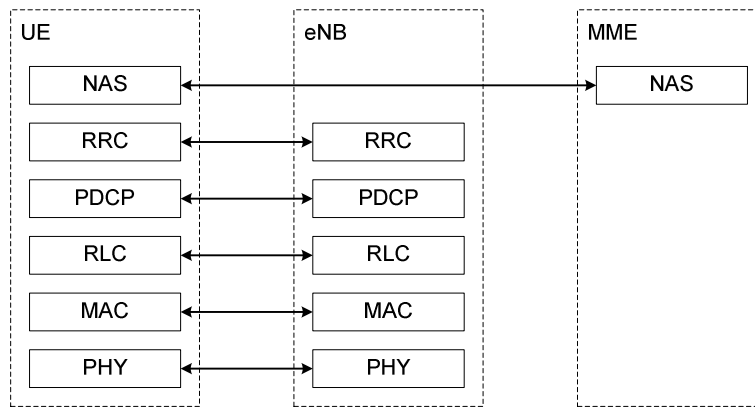 UE eNB MME
NAS NAS
RRC RRC
PDCP PDCP
RLC RLC
MAC MAC
PHY PHY